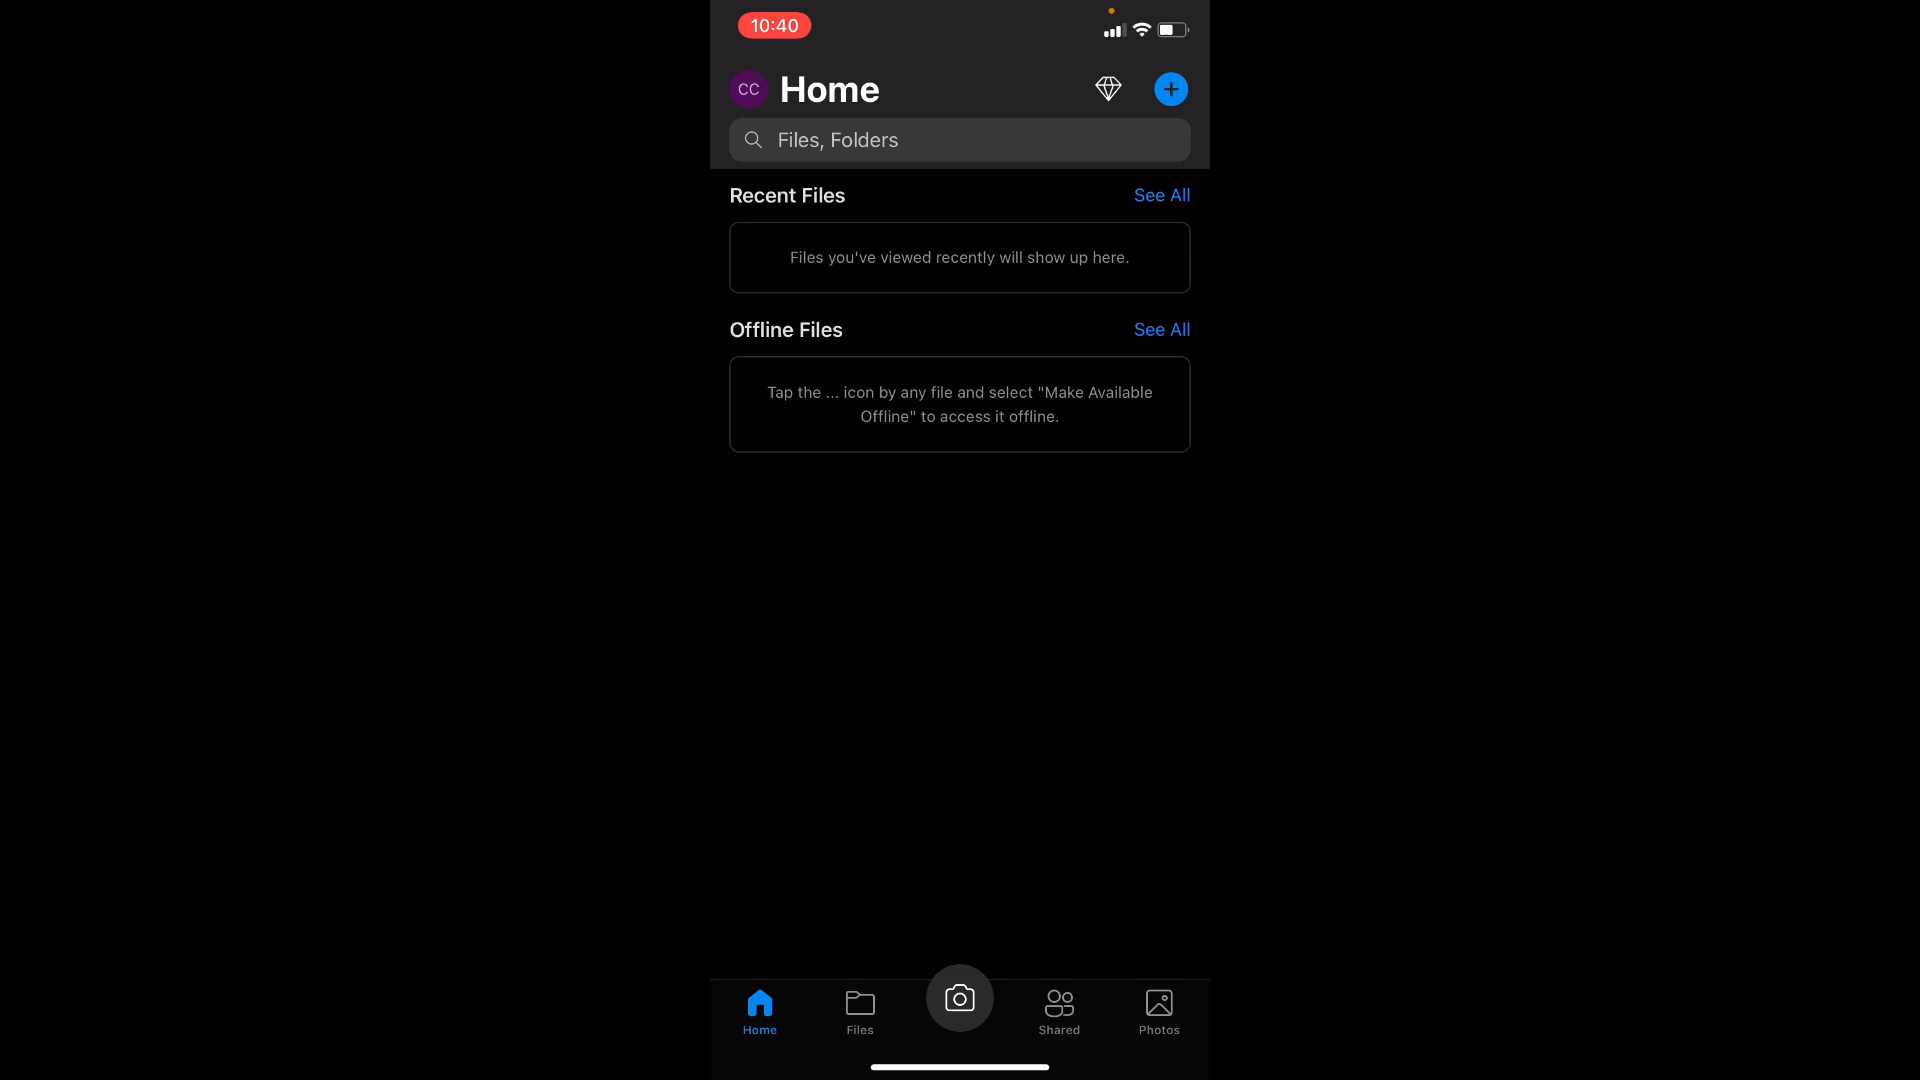 10:40
CC
Home
Files, Folders
Recent Files
See All
Files you've viewed recently will show up here.
Offline Files
See All
Tap the ... icon by any file and select "Make Available
Offline" to access it offline.
Home
Files
Shared
Photos